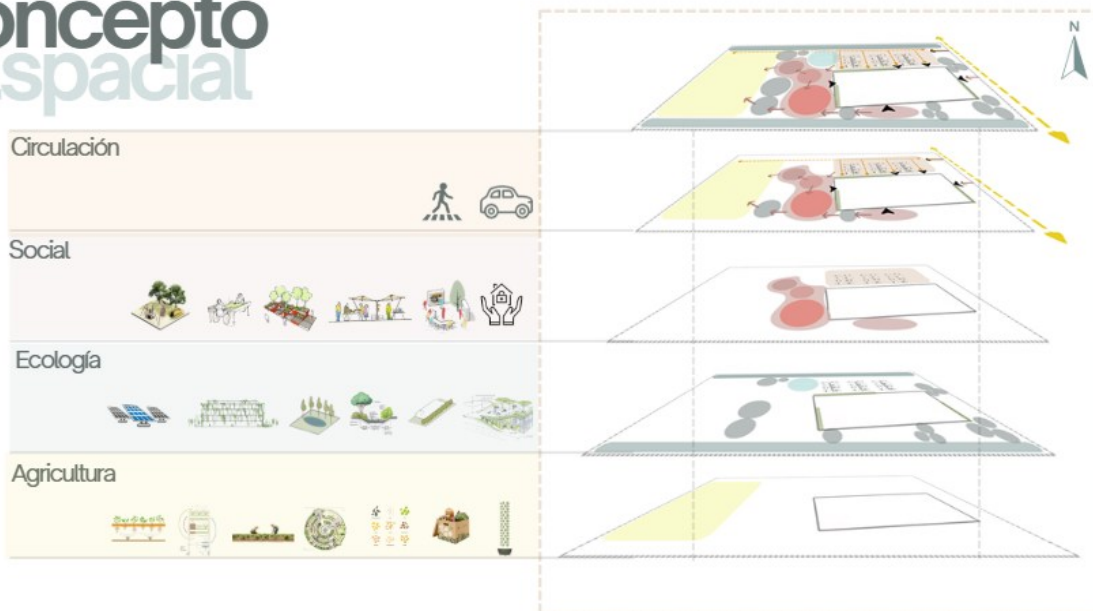 oncepto
spacial
N
Circulación
Social
Ecología
Agricultura